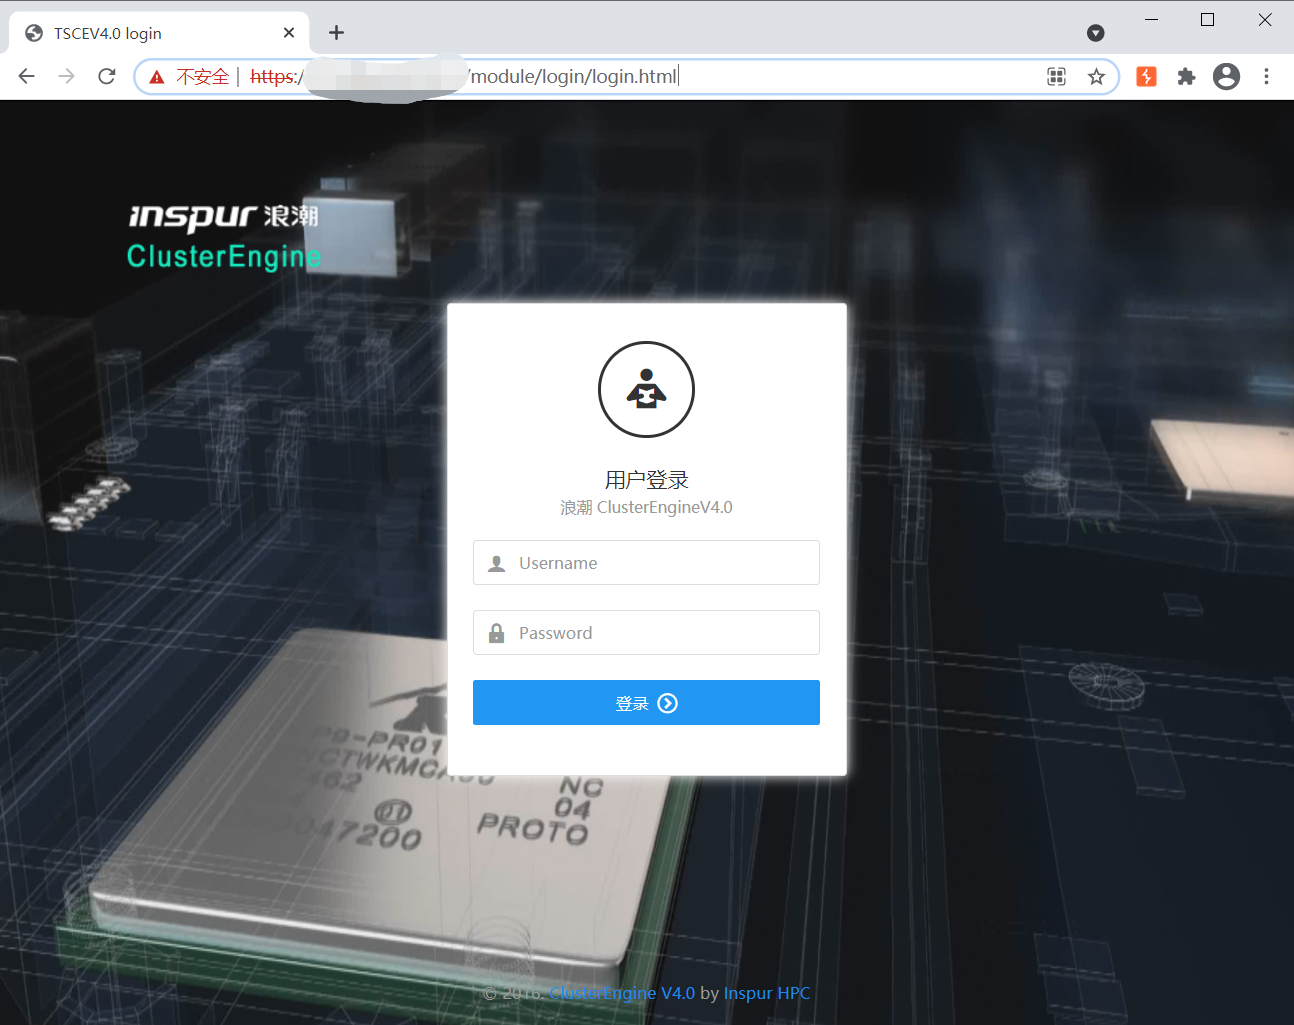 TSCEV4.0 login
不安全 | https:/ /module/login/login.html
inspur 浪潮
ClusterEngine
用户登录
浪潮 ClusterEngineV4.0
Username
Password
登录
P9-PR01
NCTWKMCA
462
NC
04
047200
PROTO
© 2016 ClusterEngine V4.0 by Inspur HPC